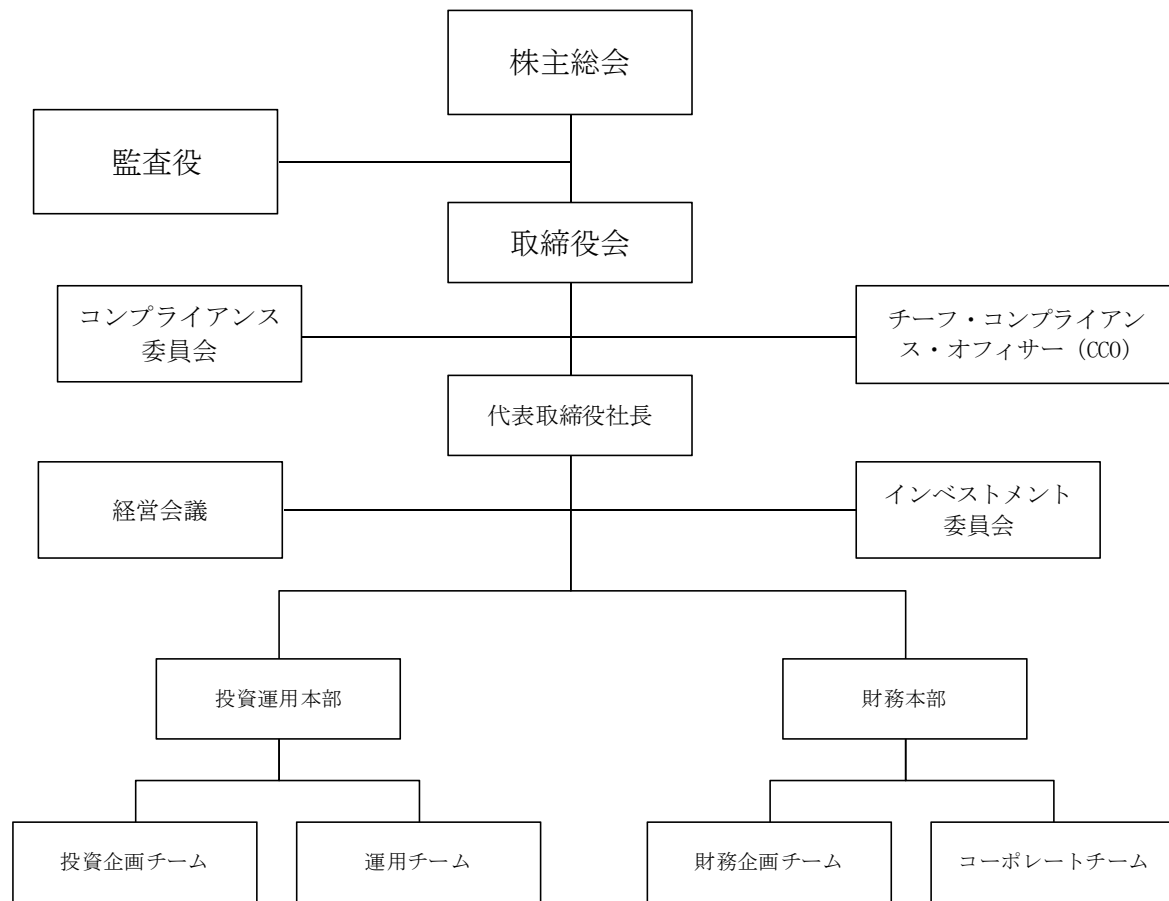 株主総会
監査役
取締役会
コンプライアンス
委員会
チーフ・コンプライアン
ス・オフィサー（CCO）
代表取締役社長
経営会議
インベストメント
委員会
投資運用本部
財務本部
投資企画チーム
運用チーム
財務企画チーム
コーポレートチーム